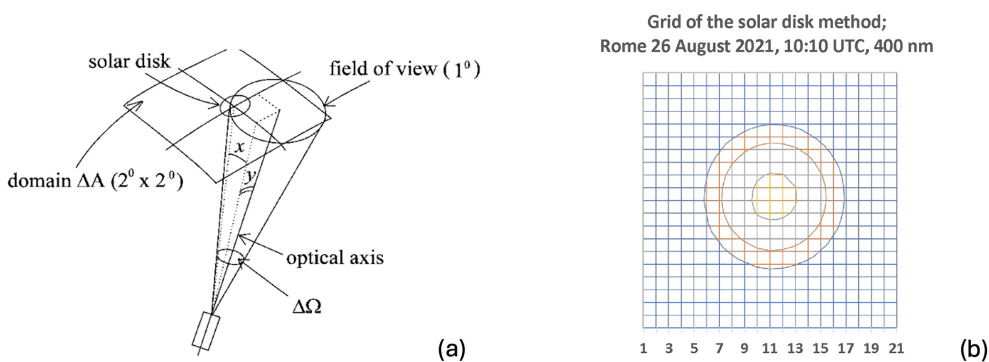 solar disk
field of view (1⁰)
x
y
domain ΔA (2⁰ x 2⁰)
optical axis
ΔΩ
(a)
Grid of the solar disk method;
Rome 26 August 2021, 10:10 UTC, 400 nm
1 3 5 7 9 11 13 15 17 19 21
(b)